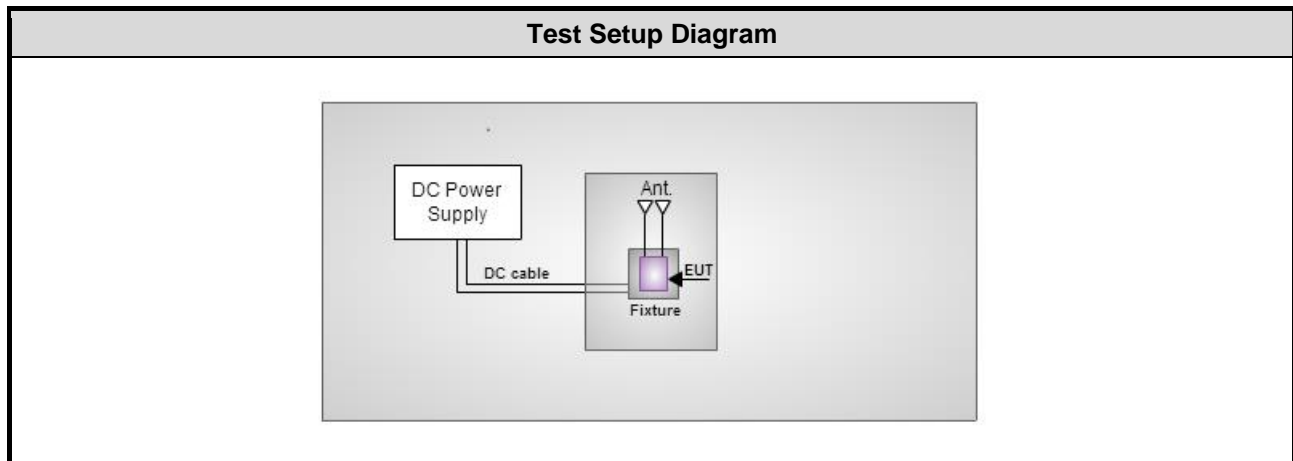 Test Setup Diagram
DC Power
Supply
Ant.
DC cable
EUT
Fixture